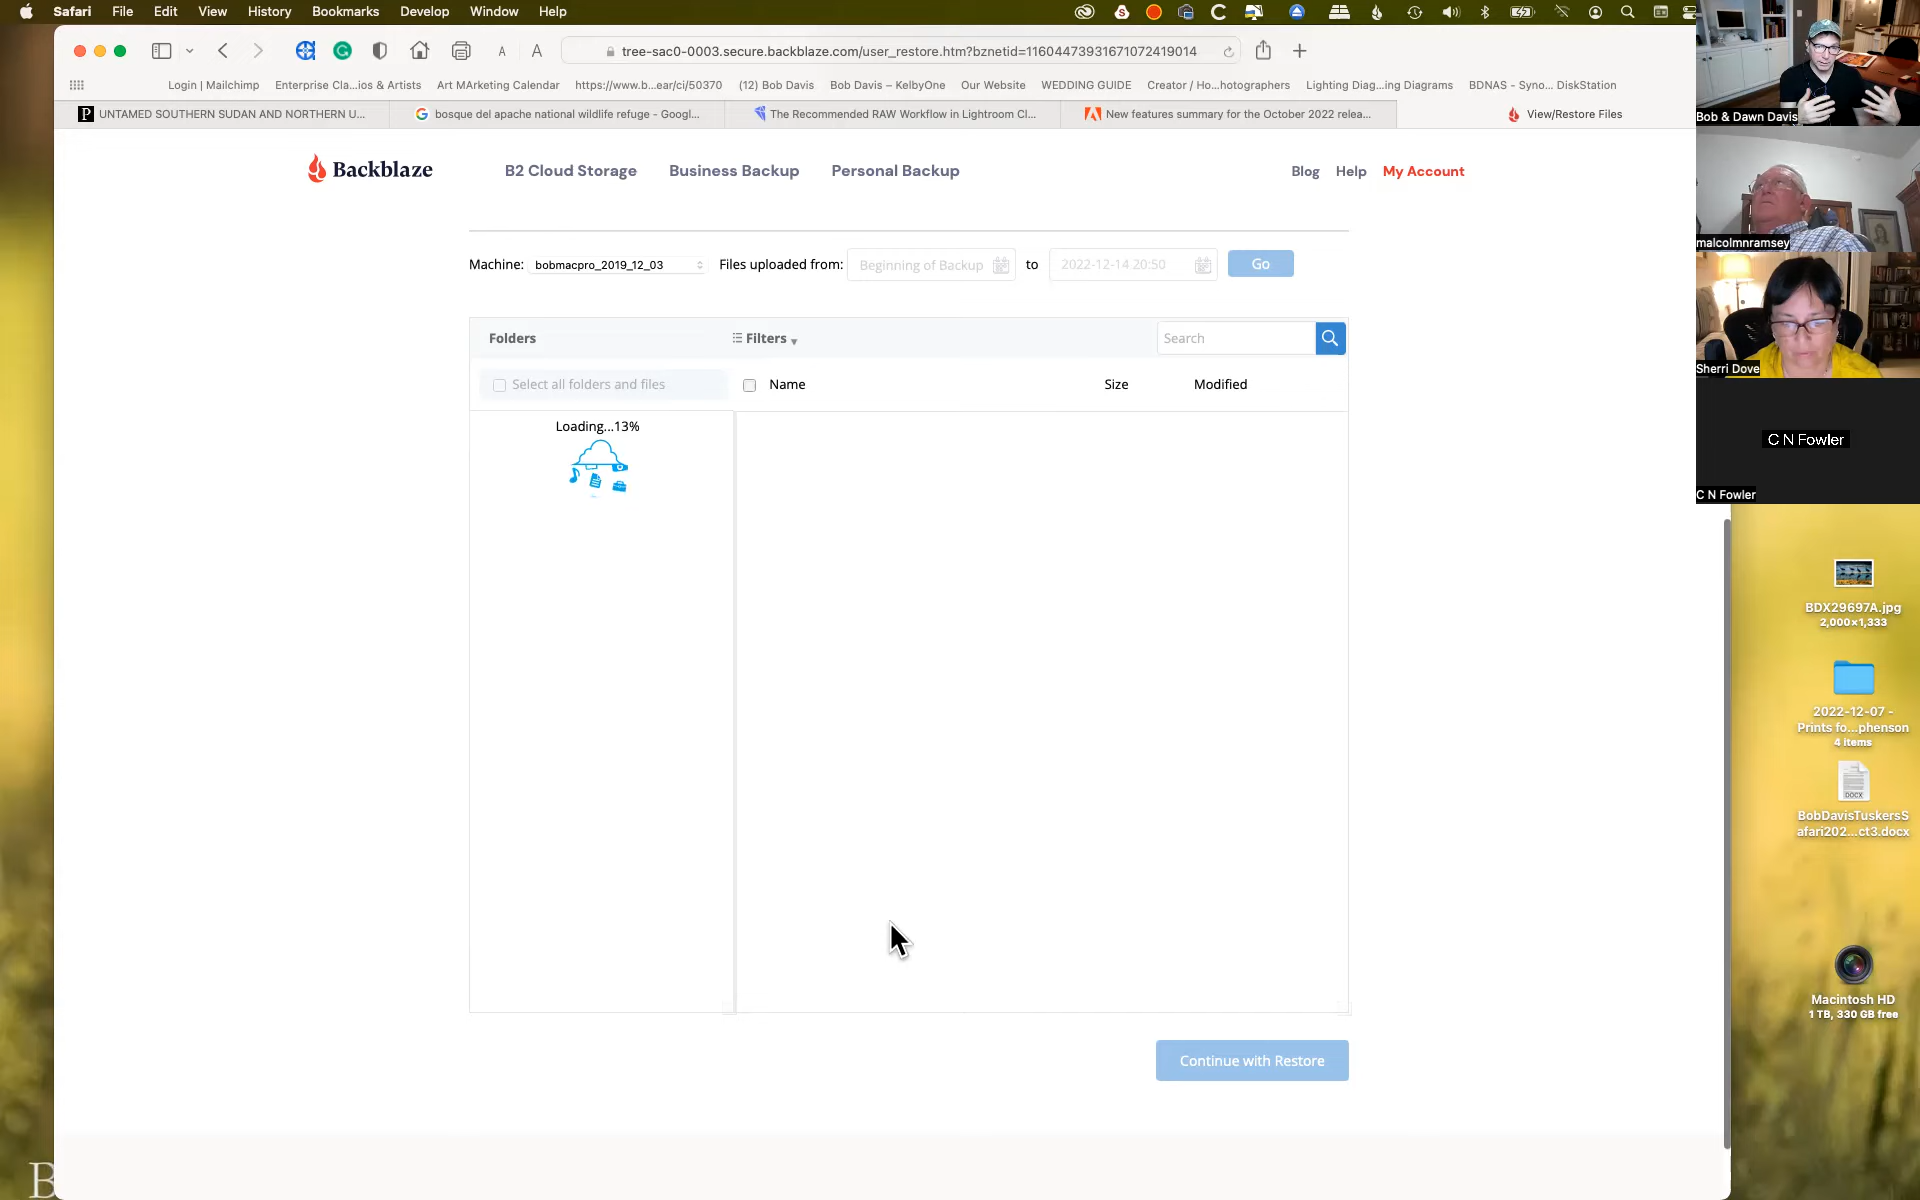 Safari File Edit View History Bookmarks Develop Window Help
A A tree-sac0-0003.secure.backblaze.com/user_restore.htm?bznetid=11604473931671072419014
Login | Mailchimp Enterprise Cla...ios & Artists Art MArketing Calendar https://www.b...ear/ci/50370 (12) Bob Davis Bob Davis – KelbyOne Our Website WEDDING GUIDE Creator / Ho...hotographers Lighting Diag...ing Diagrams BDNAS - Syno... DiskStation
P UNTAMED SOUTHERN SUDAN AND NORTHERN U... G bosque del apache national wildlife refuge - Googl... The Recommended RAW Workflow in Lightroom Cl... New features summary for the October 2022 relea... View/Restore Files
Backblaze B2 Cloud Storage Business Backup Personal Backup Blog Help My Account
Machine: bobmacpro_2019_12_03 Files uploaded from: Beginning of Backup to 2022-12-14 20:50 Go
Folders Filters Search
Select all folders and files Name Size Modified
Loading...13%
Continue with Restore
Bob & Dawn Davis
malcolmnramsey
Sherri Dove
C N Fowler
C N Fowler
BDX29697A.jpg
2,000×1,333
2022-12-07 -
Prints fo...phenson
4 items
DOCX
BobDavisTuskersS
afari202...ct3.docx
Macintosh HD
1 TB, 330 GB free
B